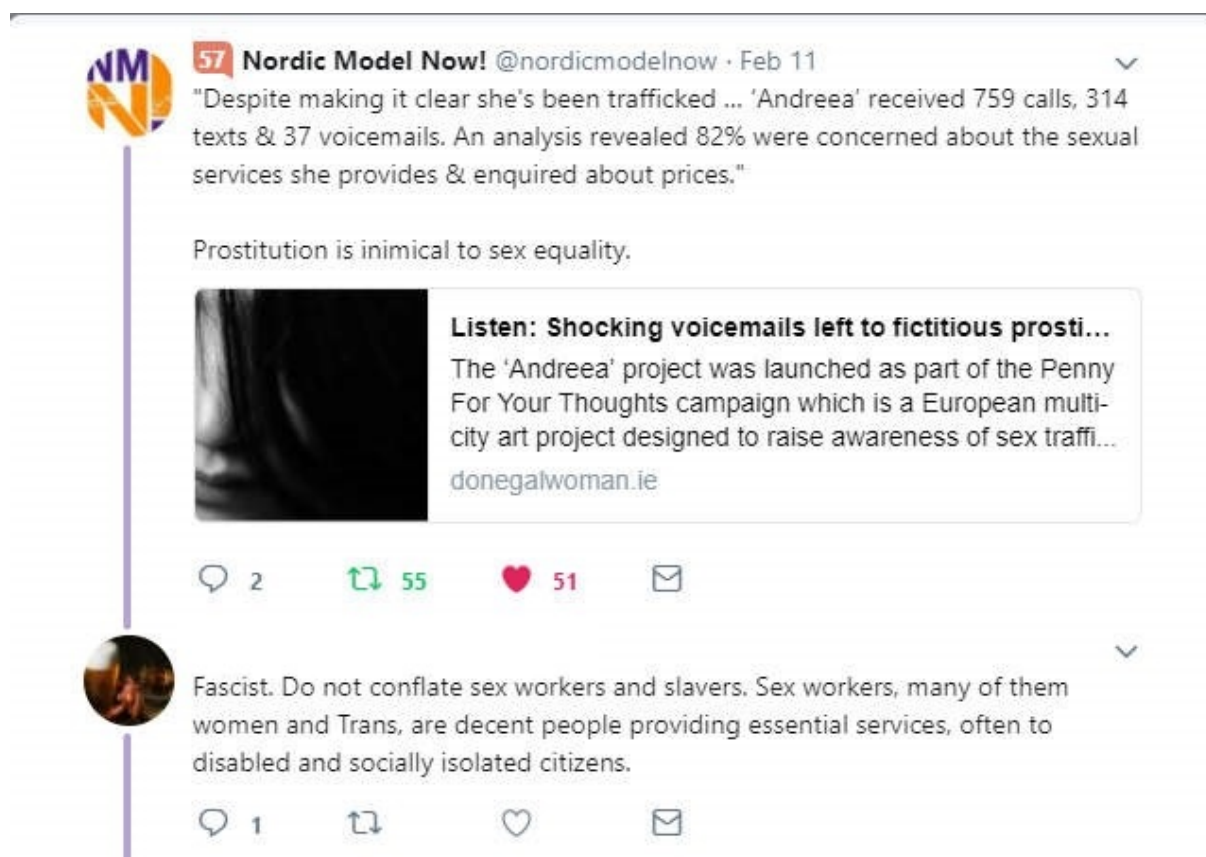 NM
N!
57 Nordic Model Now! @nordicmodelnow · Feb 11
"Despite making it clear she's been trafficked ... ‘Andreea’ received 759 calls, 314
texts & 37 voicemails. An analysis revealed 82% were concerned about the sexual
services she provides & enquired about prices."
Prostitution is inimical to sex equality.
Listen: Shocking voicemails left to fictitious prosti...
The ‘Andreea’ project was launched as part of the Penny
For Your Thoughts campaign which is a European multi-
city art project designed to raise awareness of sex traffi...
donegalwoman.ie
2 55 51
Fascist. Do not conflate sex workers and slavers. Sex workers, many of them
women and Trans, are decent people providing essential services, often to
disabled and socially isolated citizens.
1